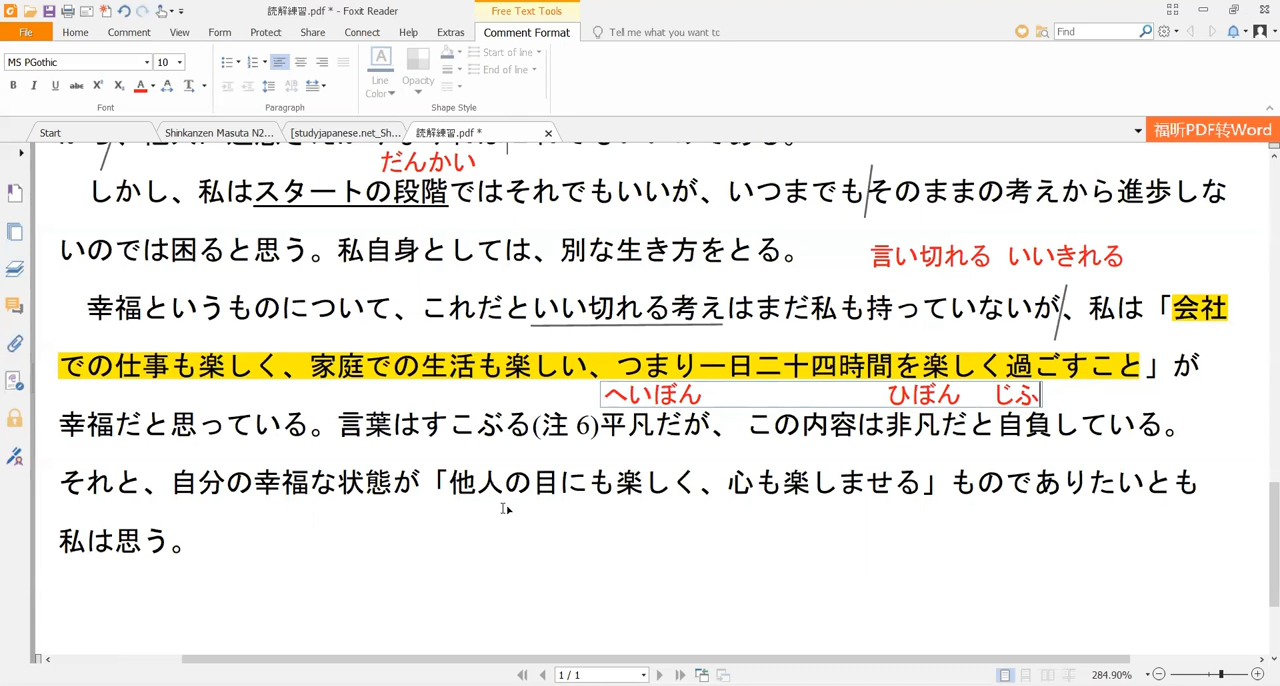 読解練習.pdf * - Foxit Reader
Free Text Tools
File Home Comment View Form Protect Share Connect Help Extras Comment Format Tell me what you want to Find
MS PGothic 10 Line Color Opacity Start of line End of line
B I U abc X² X₂ A A T
Font Paragraph Shape Style
Start Shinkanzen Masuta N2... [studyjapanese.net_Sh... 読解練習.pdf * 福昕PDF转Word
だんかい
しかし、私はスタートの段階ではそれでもいいが、いつまでもそのままの考えから進歩しな
いのでは困ると思う。私自身としては、別な生き方をとる。
言い切れる いいきれる
幸福というものについて、これだといい切れる考えはまだ私も持っていないが、私は「会社
での仕事も楽しく、家庭での生活も楽しい、つまり一日二十四時間を楽しく過ごすこと」が
へいぼん ひぼん じふ
幸福だと思っている。言葉はすこぶる(注 6)平凡だが、 この内容は非凡だと自負している。
それと、自分の幸福な状態が「他人の目にも楽しく、心も楽しませる」ものでありたいとも
私は思う。
1 / 1 284.90%